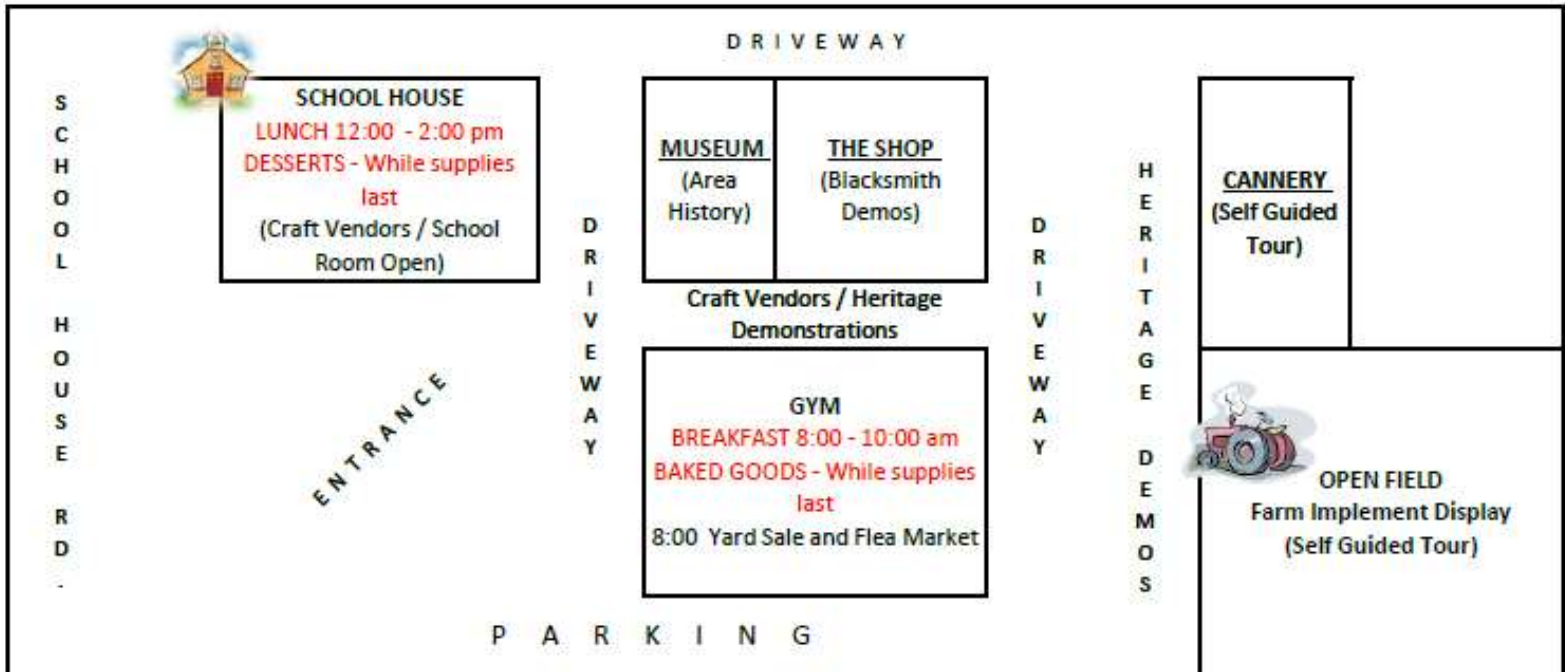 DRIVEWAY
SCHOOL HOUSE RD.
SCHOOL HOUSE
LUNCH 12:00 - 2:00 pm
DESSERTS - While supplies
last
(Craft Vendors / School
Room Open)
DRIVEWAY
MUSEUM
(Area
History)
THE SHOP
(Blacksmith
Demos)
Craft Vendors / Heritage
Demonstrations
DRIVEWAY
HERITAGE DEMOS
CANNERY
(Self Guided
Tour)
ENTRANCE
GYM
BREAKFAST 8:00 - 10:00 am
BAKED GOODS - While supplies
last
8:00 Yard Sale and Flea Market
OPEN FIELD
Farm Implement Display
(Self Guided Tour)
PARKING